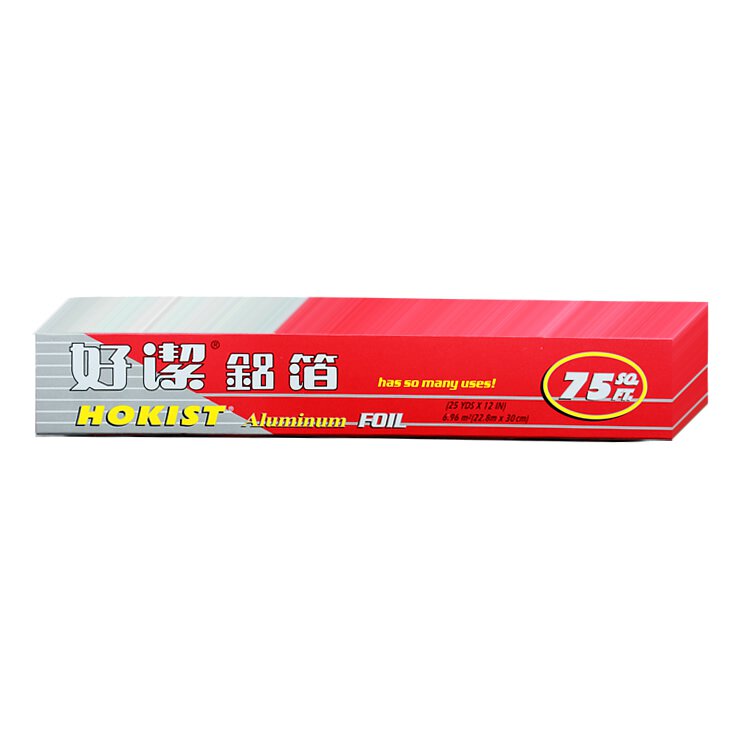 好潔® 鋁箔
HOKIST® Aluminum FOIL
has so many uses!
(25 YDS X 12 IN)
6.96 m²(22.8m x 30cm)
75 SQ. FT.